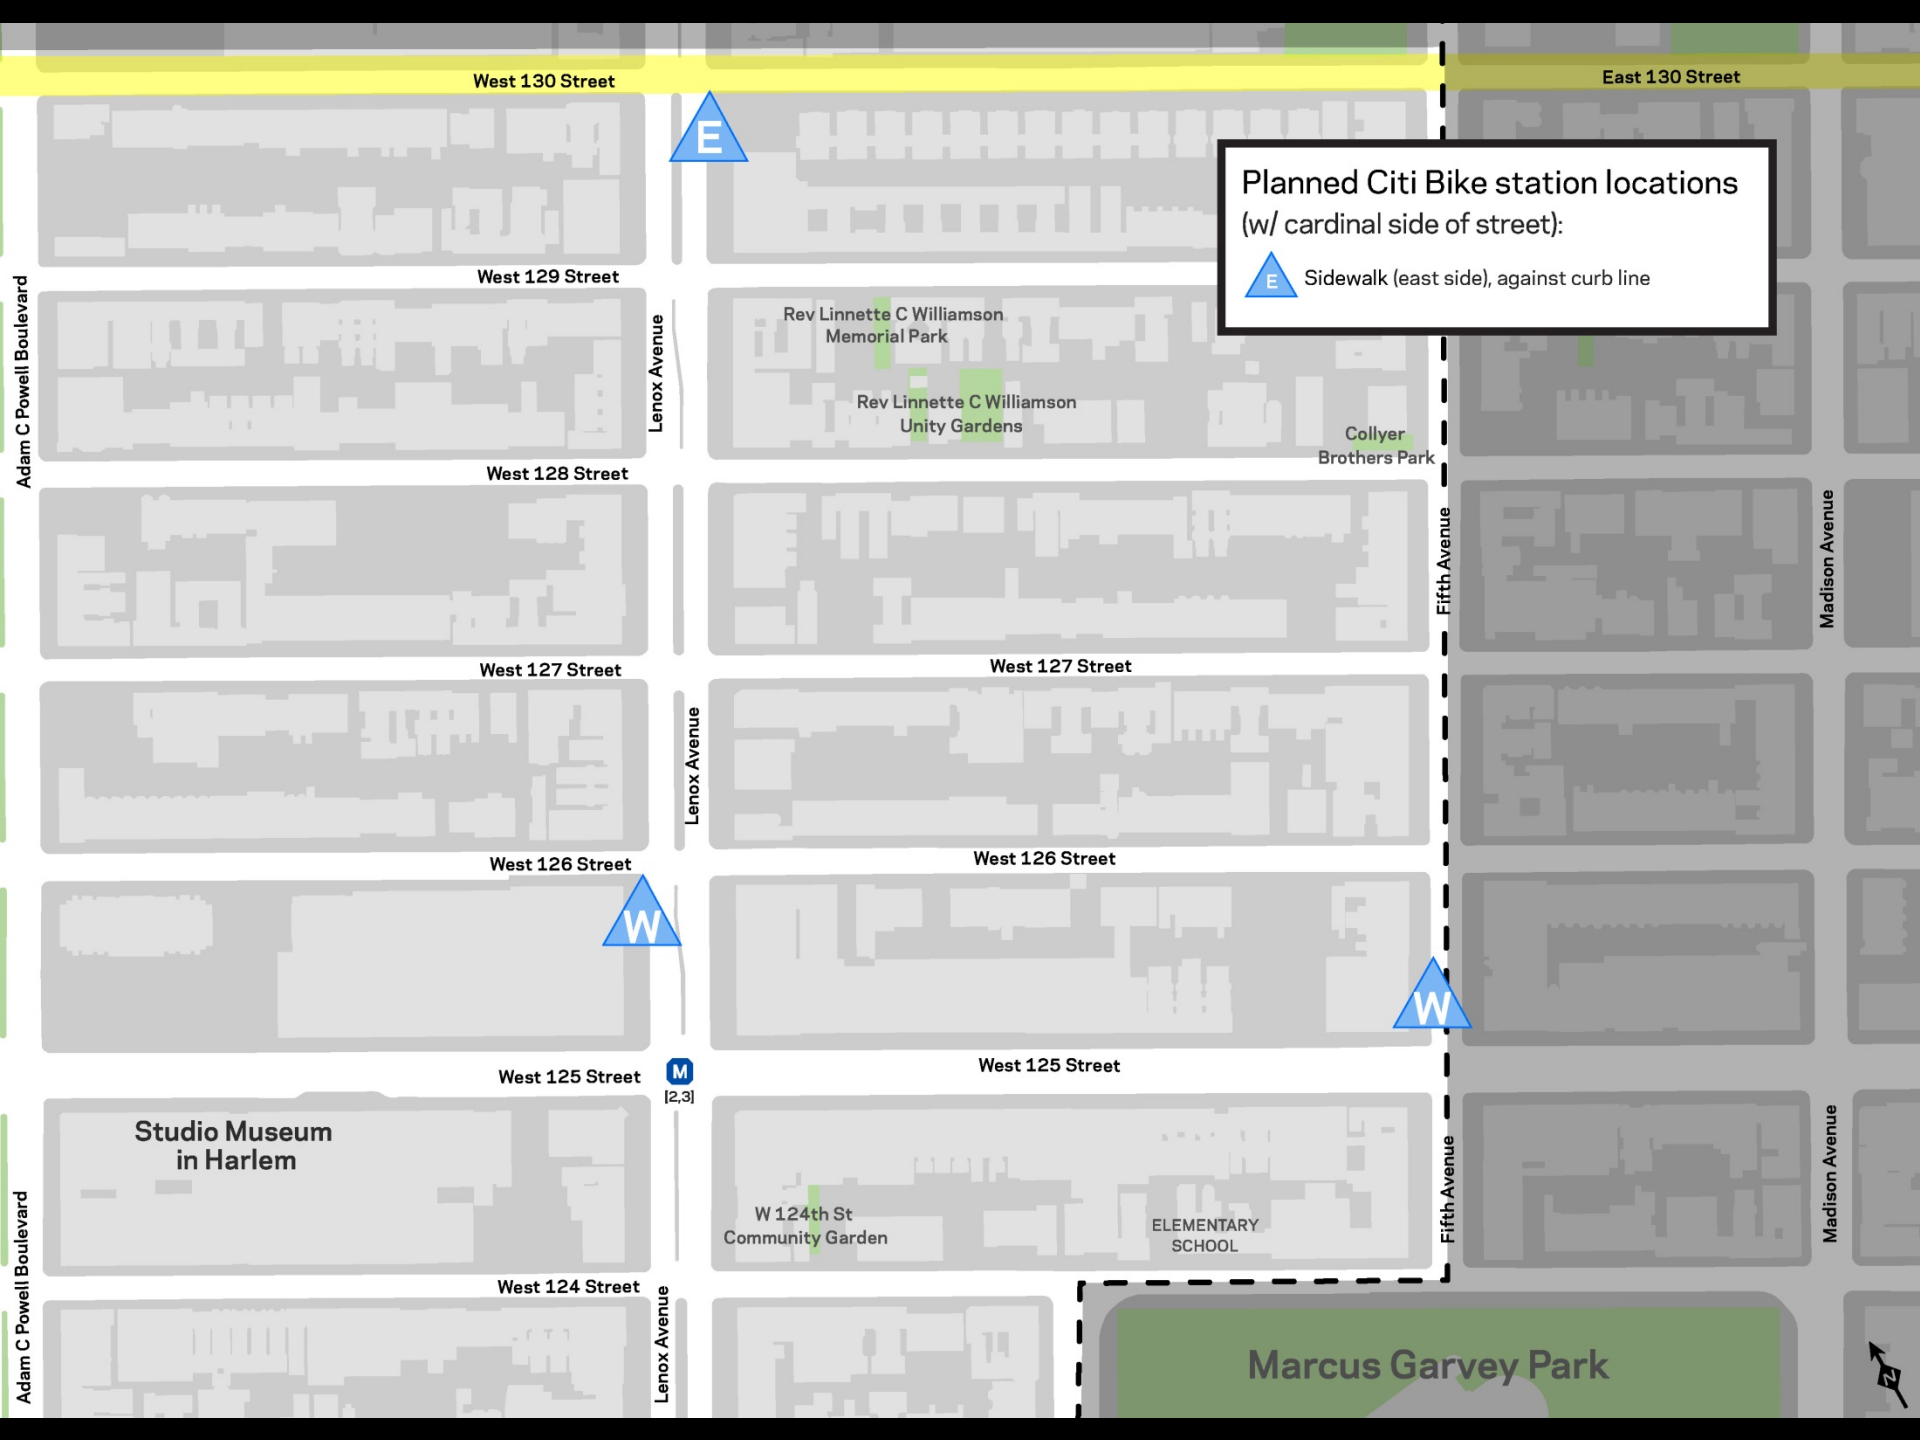 West 130 Street
East 130 Street
E
Planned Citi Bike station locations
(w/ cardinal side of street):
E
Sidewalk (east side), against curb line
West 129 Street
Adam C Powell Boulevard
Lenox Avenue
Rev Linnette C Williamson
Memorial Park
Rev Linnette C Williamson
Unity Gardens
Collyer
Brothers Park
West 128 Street
Fifth Avenue
Madison Avenue
West 127 Street
West 127 Street
Lenox Avenue
West 126 Street
West 126 Street
W
W
West 125 Street
M
[2,3]
West 125 Street
Studio Museum
in Harlem
W 124th St
Community Garden
ELEMENTARY
SCHOOL
Fifth Avenue
Madison Avenue
Adam C Powell Boulevard
West 124 Street
Lenox Avenue
Marcus Garvey Park
N